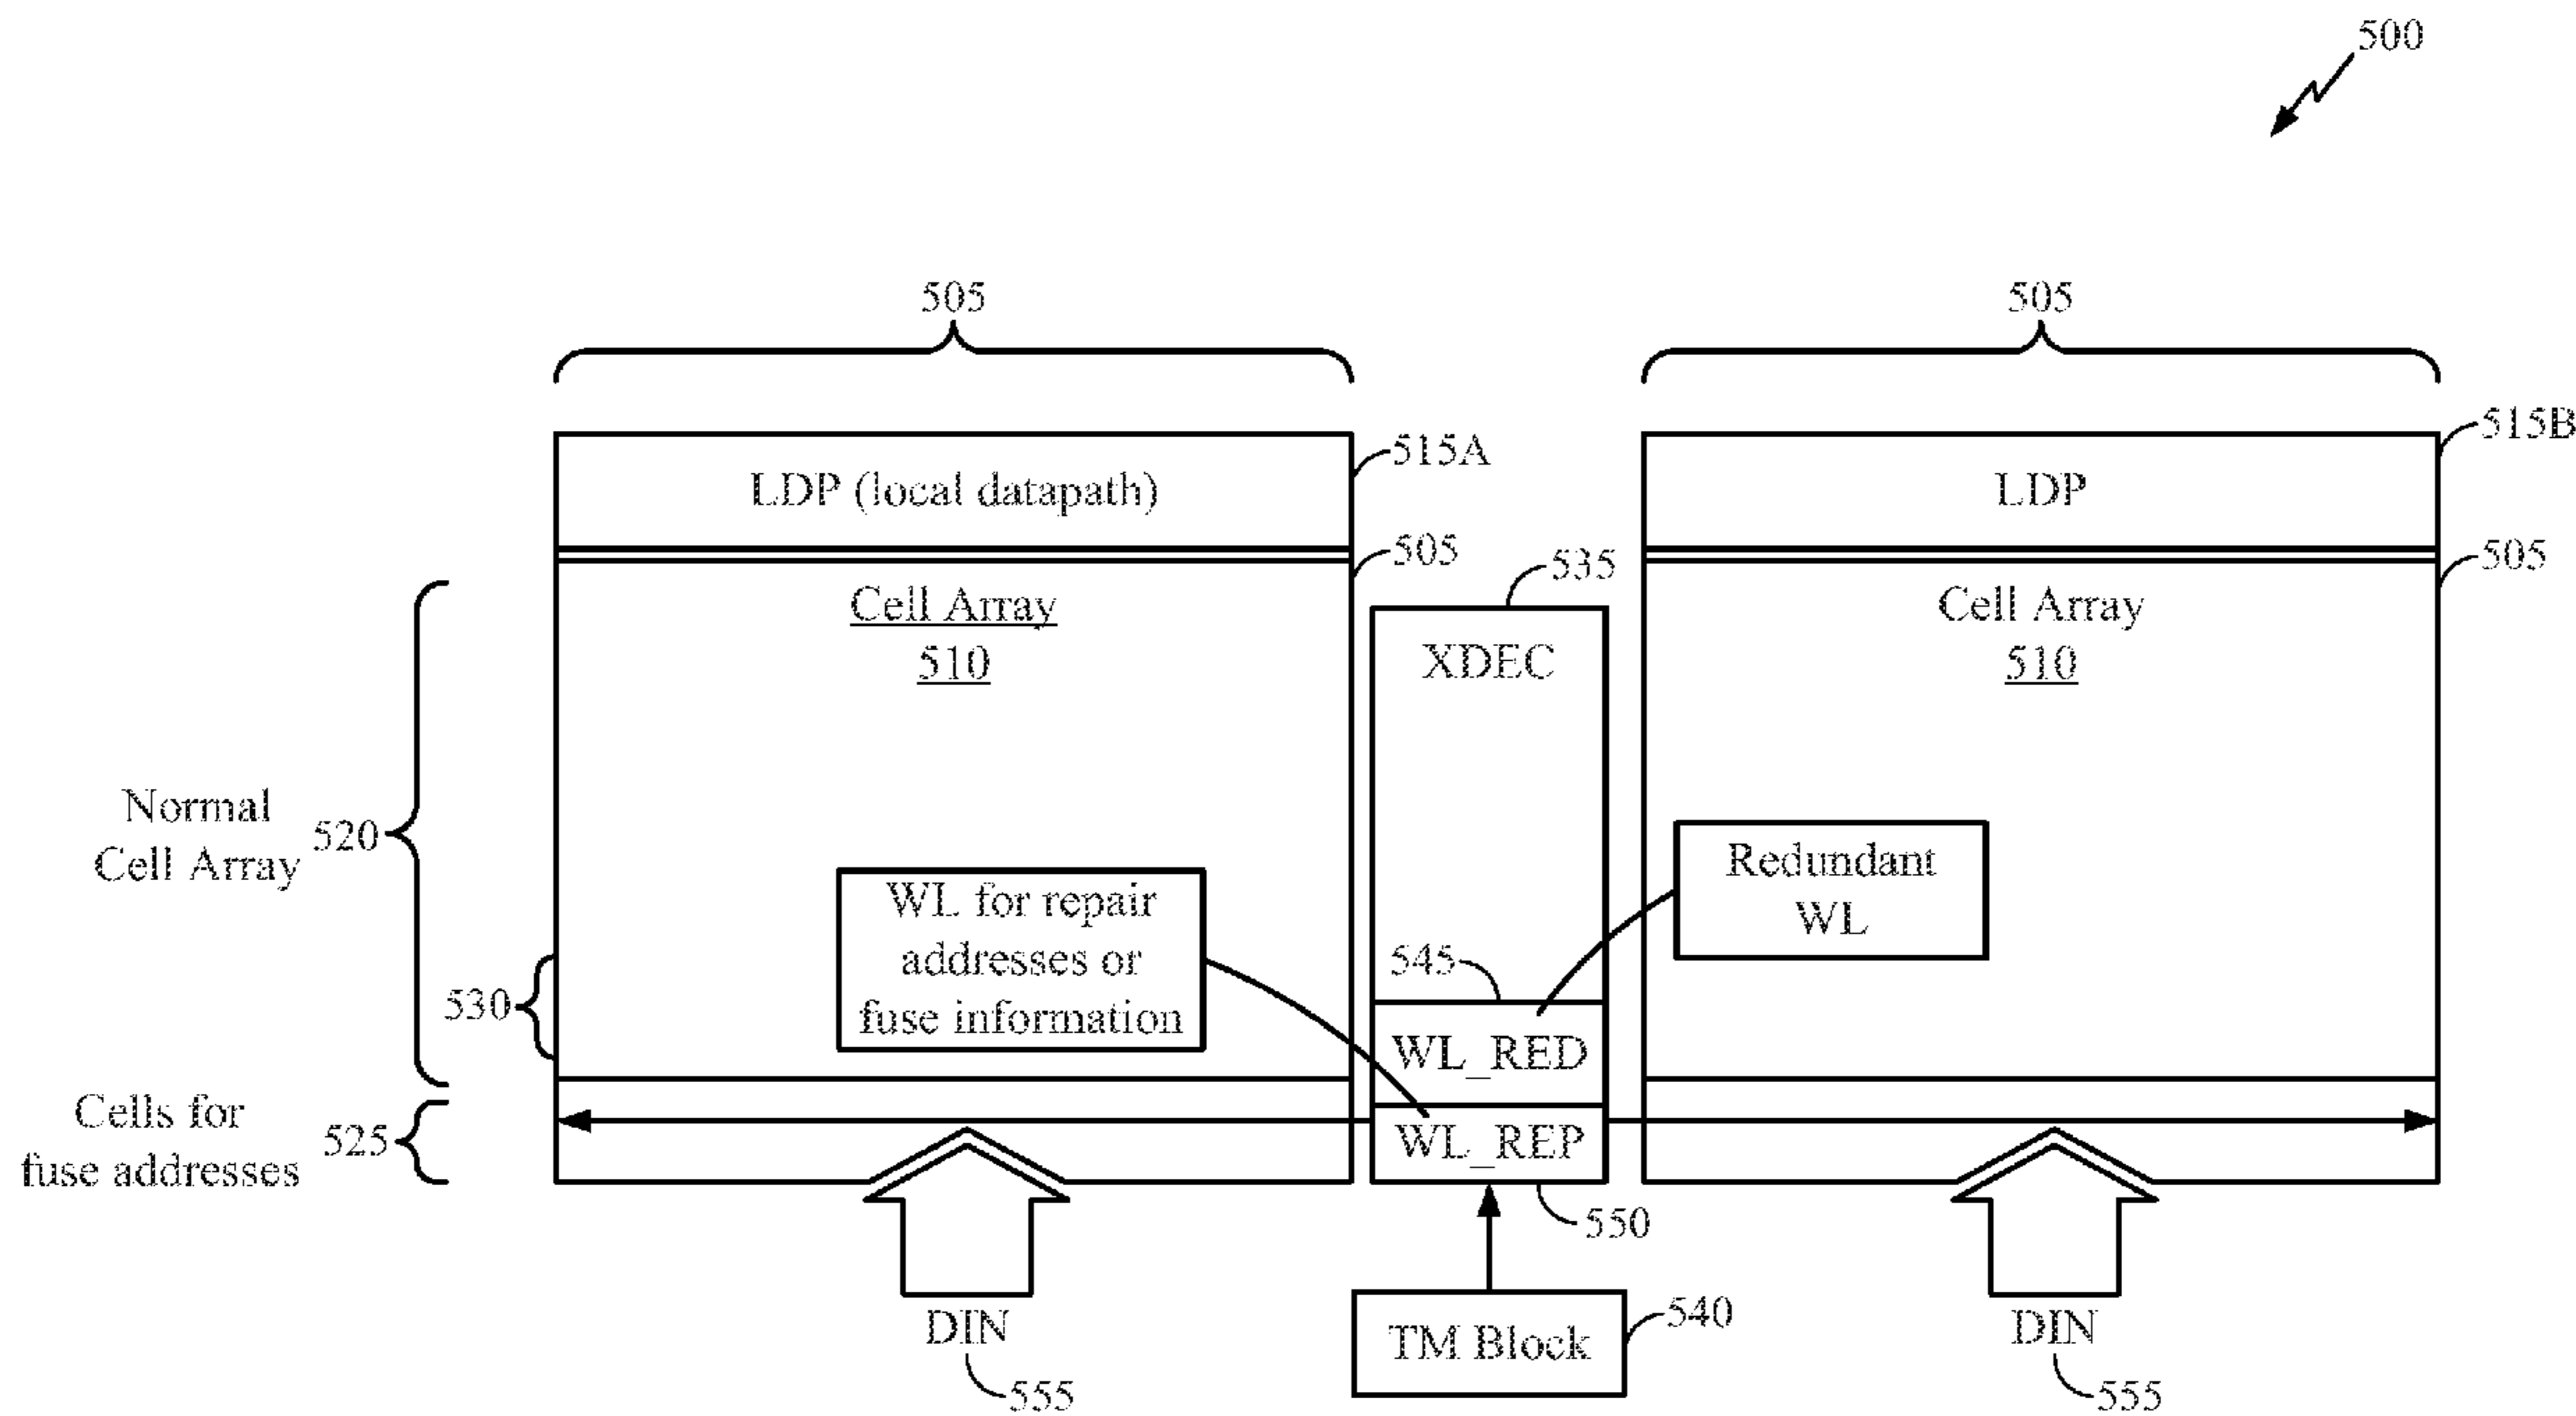 500
505
505
515A
515B
LDP (local datapath)
LDP
505
505
535
Cell Array
510
XDEC
Cell Array
510
Normal
Cell Array
520
WL for repair
addresses or
fuse information
Redundant
WL
530
545
WL_RED
Cells for
fuse addresses
525
WL_REP
550
DIN
555
TM Block
540
DIN
555